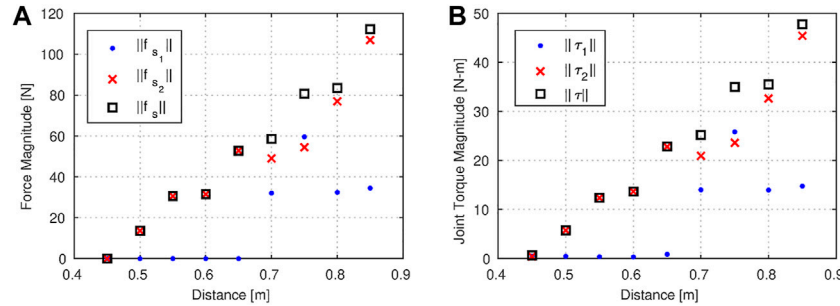 A
120
100
80
60
40
20
0
Force Magnitude [N]
||f s1||
||f s2||
||f s||
0.4 0.5 0.6 0.7 0.8 0.9
Distance [m]
B
50
40
30
20
10
0
Joint Torque Magnitude [N-m]
||τ1||
||τ2||
||τ||
0.4 0.5 0.6 0.7 0.8 0.9
Distance [m]